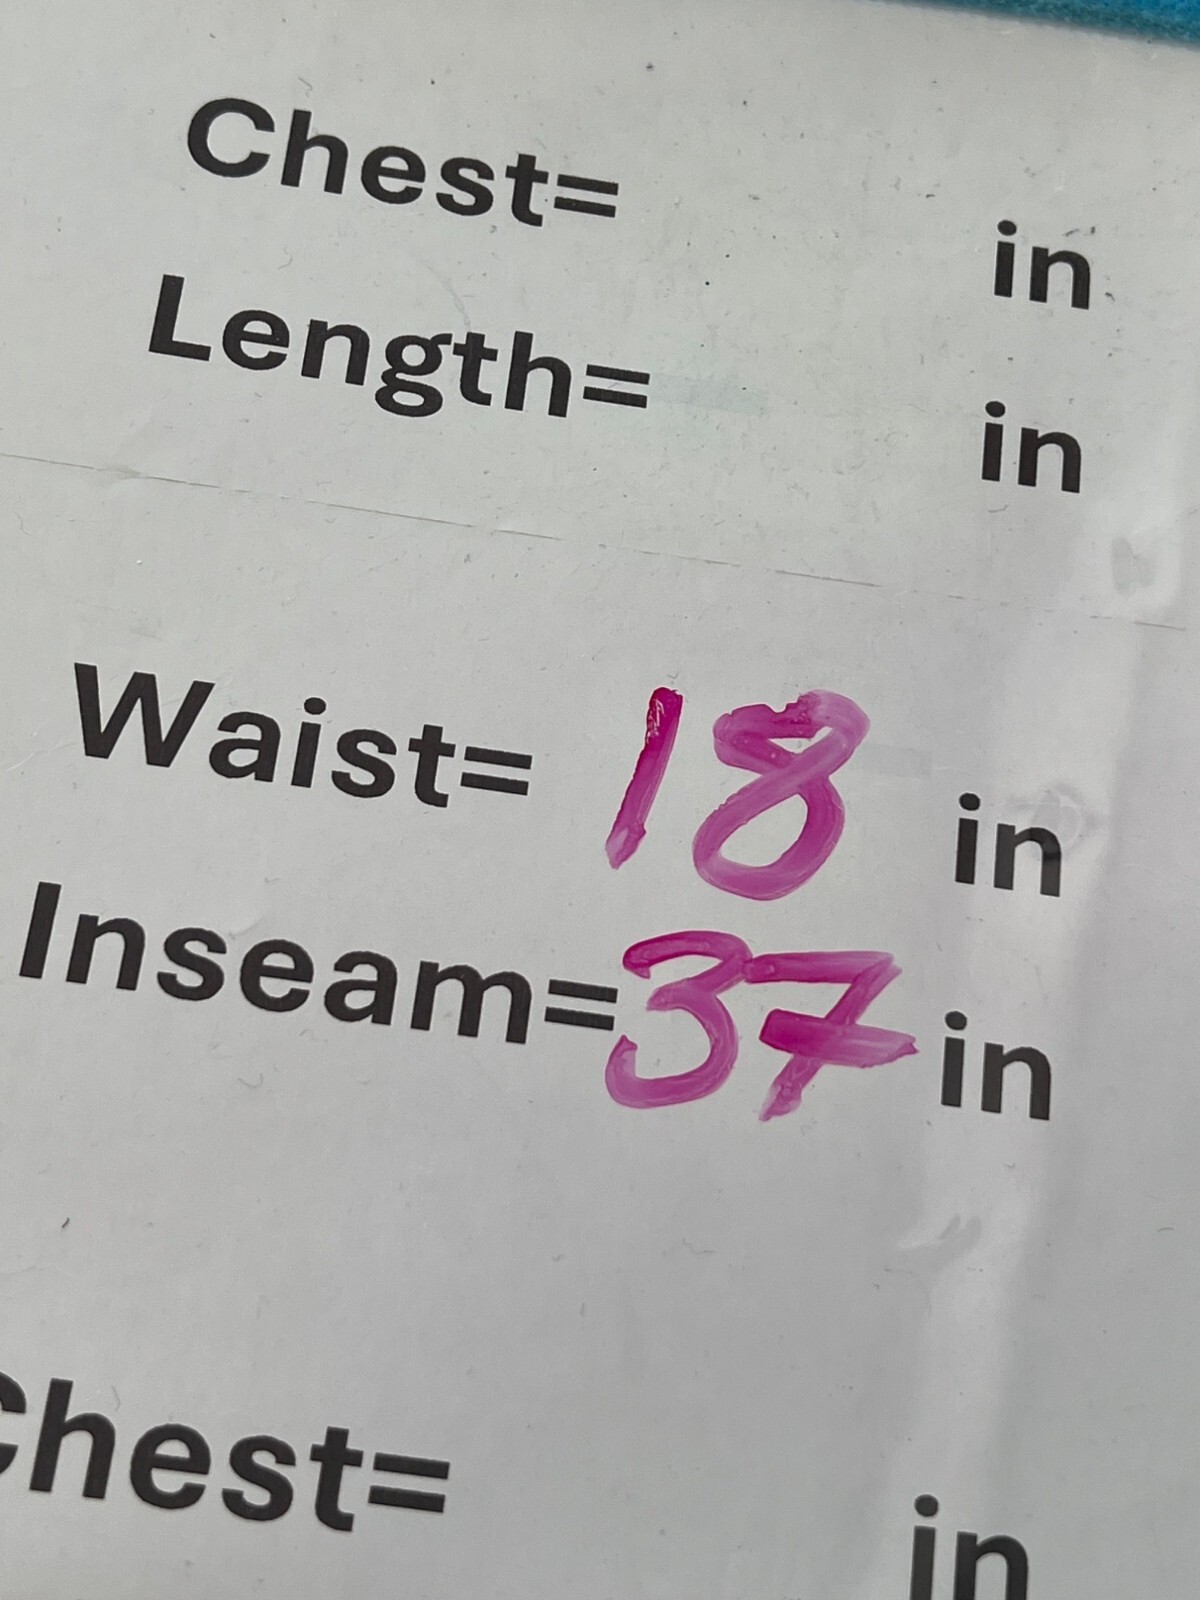 Chest= in
Length= in
Waist= 18 in
Inseam=37 in
Chest= in